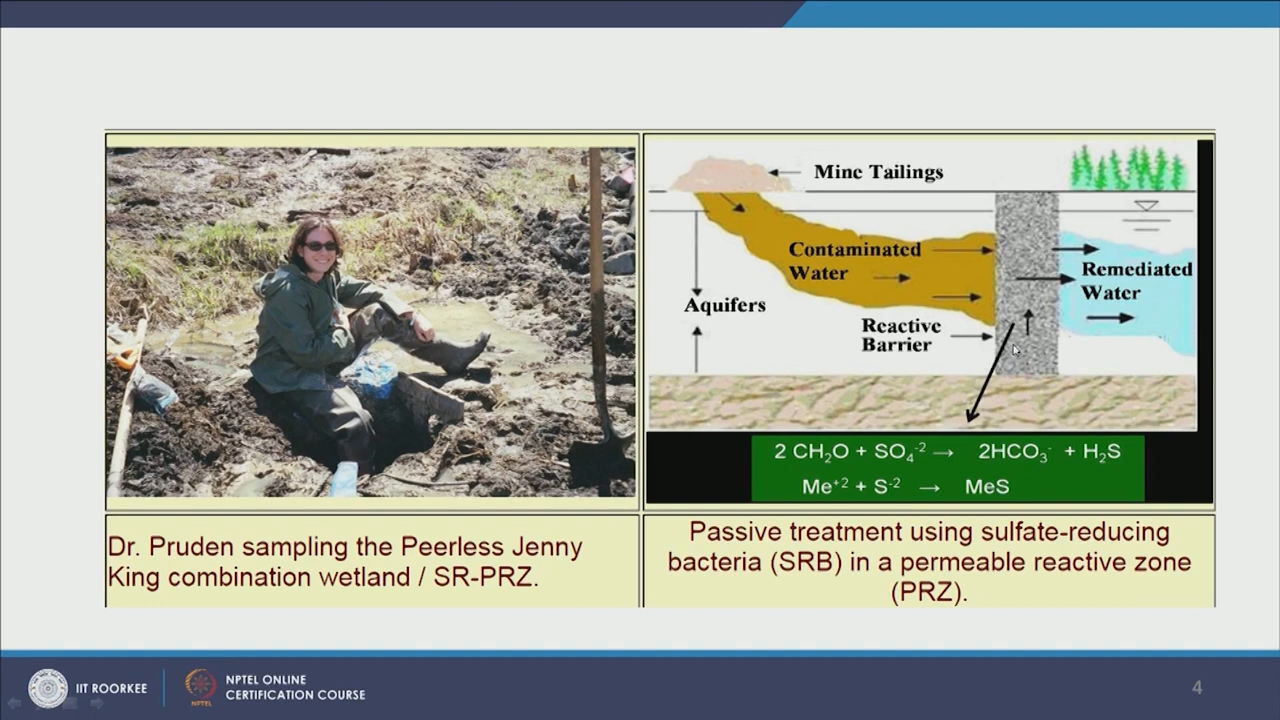 Mine Tailings
Contaminated
Water
Aquifers
Reactive
Barrier
Remediated
Water
2 CH₂O + SO₄⁻² → 2HCO₃⁻ + H₂S
Me⁺² + S⁻² → MeS
Dr. Pruden sampling the Peerless Jenny
King combination wetland / SR-PRZ.
Passive treatment using sulfate-reducing
bacteria (SRB) in a permeable reactive zone
(PRZ).
IIT ROORKEE
NPTEL
NPTEL ONLINE
CERTIFICATION COURSE
4